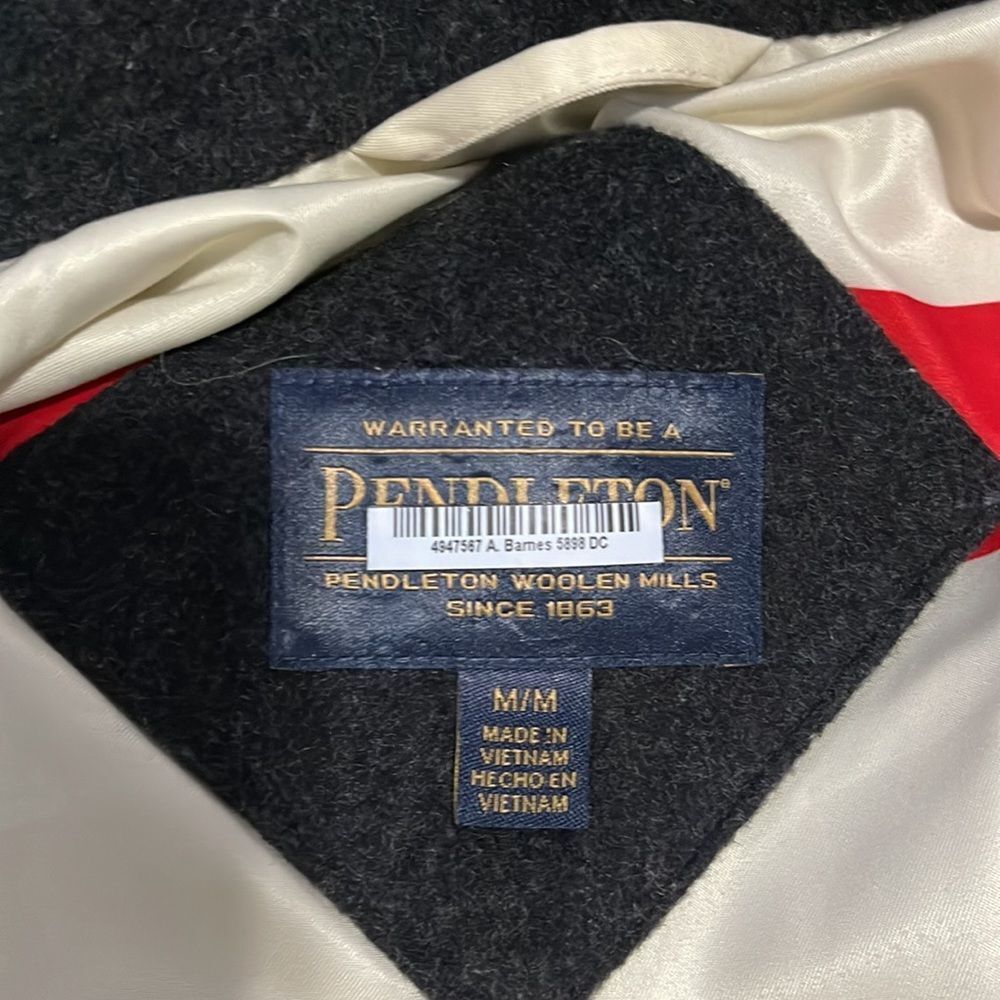 WARRANTED TO BE A
PENDLETON®
4947567 A. Barnes 5898 DC
PENDLETON WOOLEN MILLS
SINCE 1863
M/M
MADE IN
VIETNAM
HECHO EN
VIETNAM